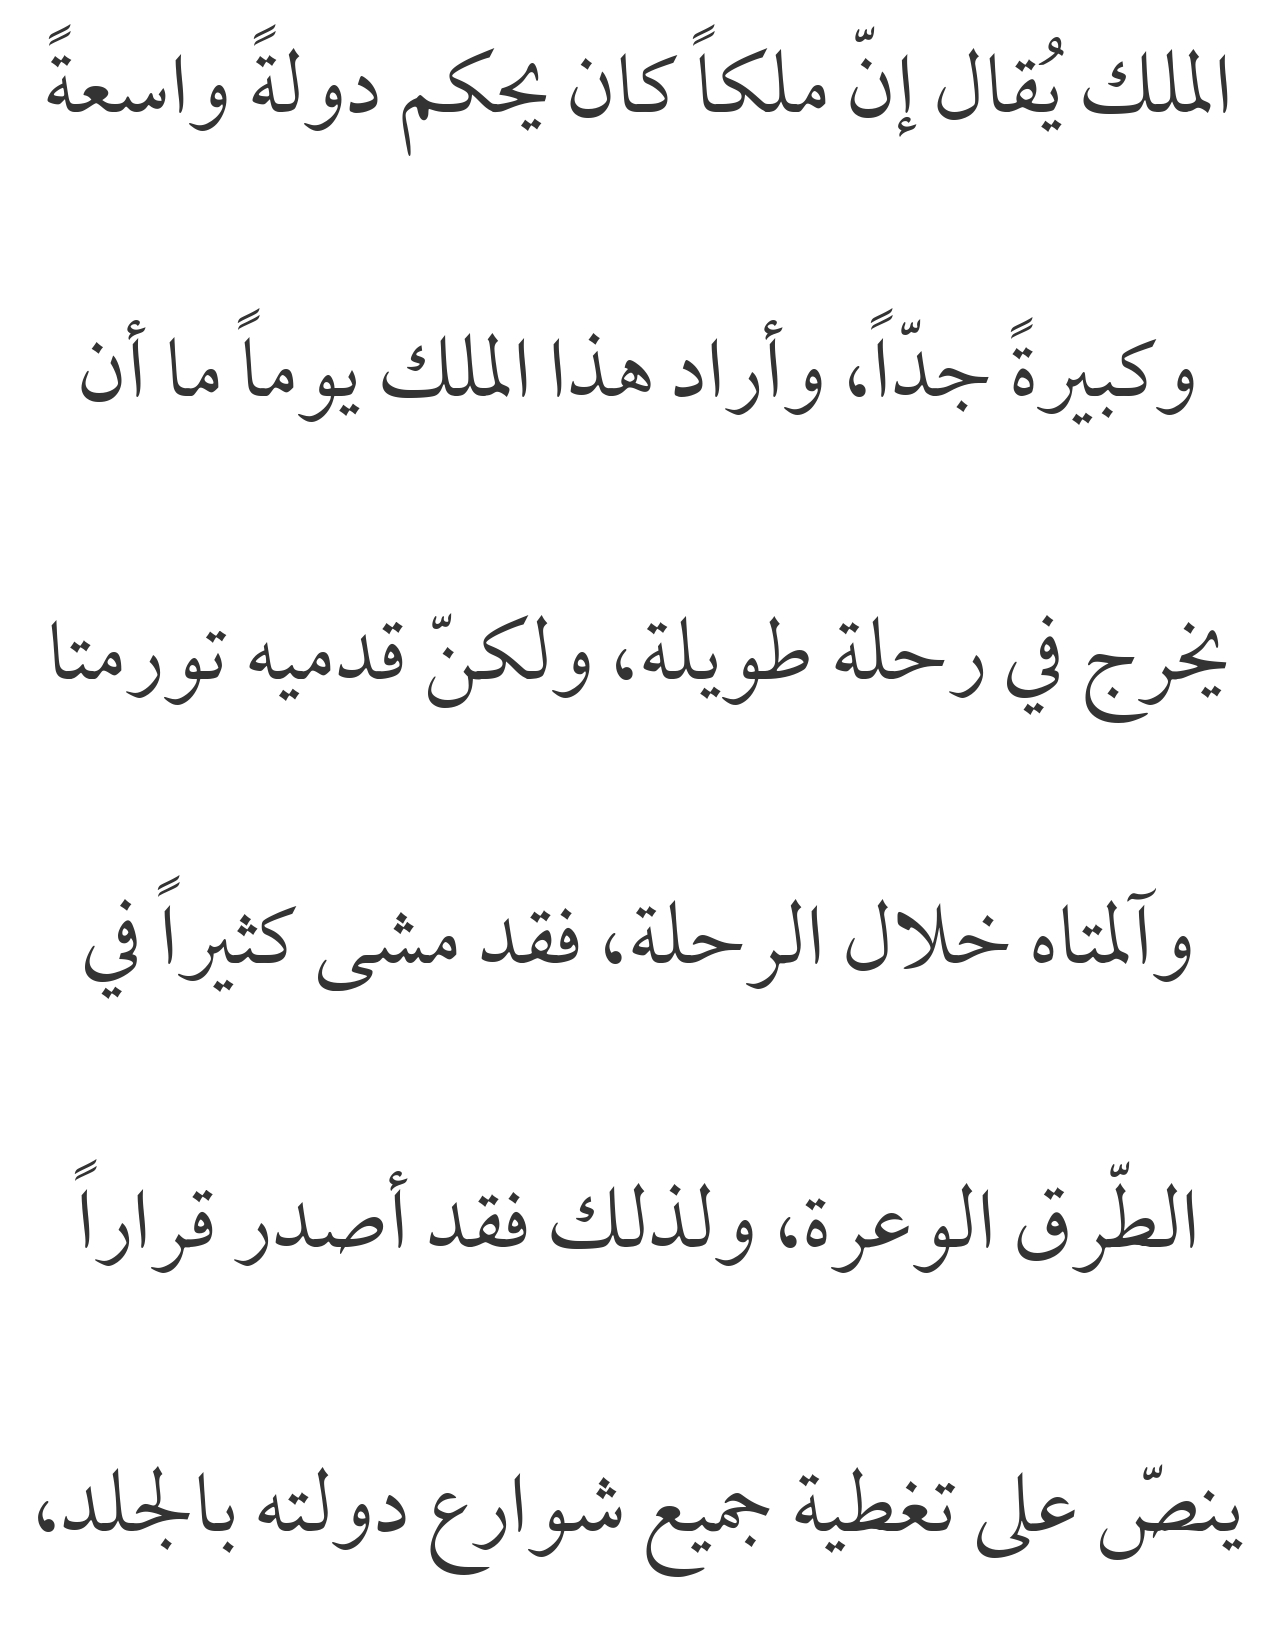 الملك يُقال إنّ ملكاً كان يحكم دولةً واسعةً
وكبيرةً جدّاً، وأراد هذا الملك يوماً ما أن
يخرج في رحلة طويلة، ولكنّ قدميه تورمتا
وآلمتاه خلال الرحلة، فقد مشى كثيراً في
الطّرق الوعرة، ولذلك فقد أصدر قراراً
ينصّ على تغطية جميع شوارع دولته بالجلد،